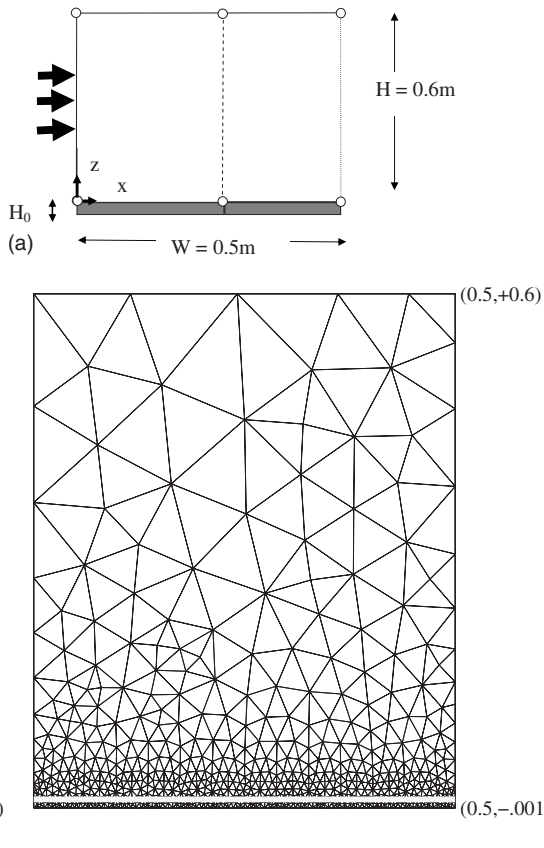 H = 0.6m
z
x
H₀
(a)
W = 0.5m
(0.5,+0.6)
)
(0.5,−.001